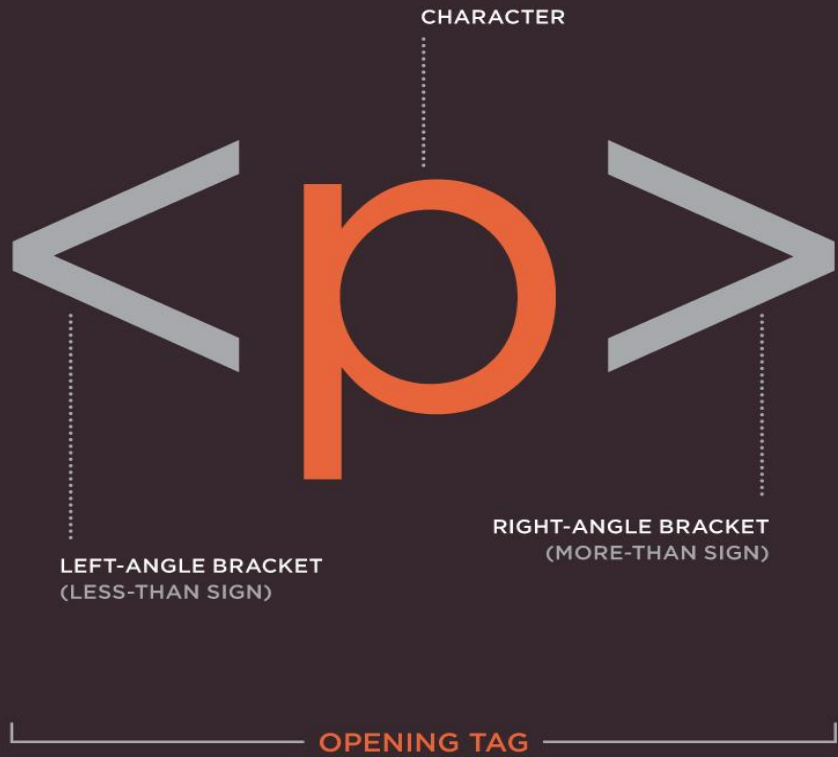 CHARACTER
<p>
LEFT-ANGLE BRACKET
(LESS-THAN SIGN)
RIGHT-ANGLE BRACKET
(MORE-THAN SIGN)
OPENING TAG